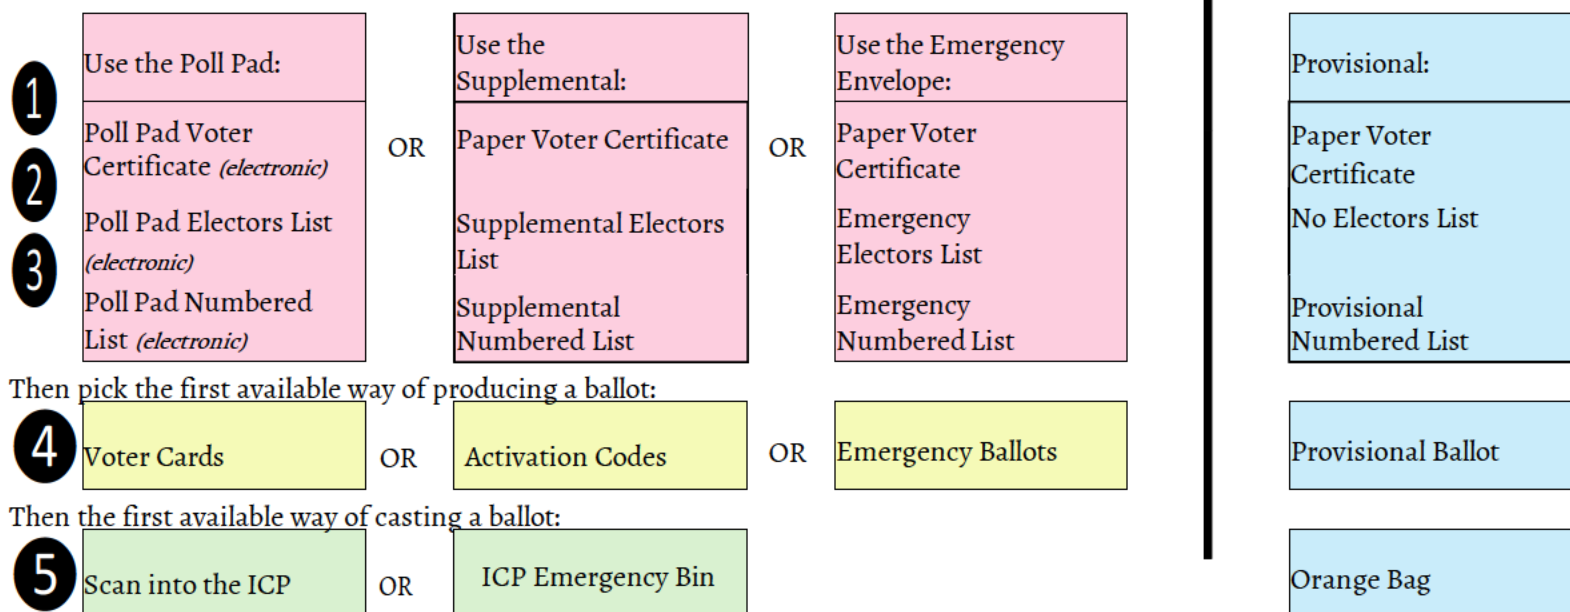 Use the Poll Pad:
Use the
Supplemental:
Use the Emergency
Envelope:
Provisional:
1
2
3
Poll Pad Voter
Certificate (electronic)
Poll Pad Electors List
(electronic)
Poll Pad Numbered
List (electronic)
OR
Paper Voter Certificate
Supplemental Electors
List
Supplemental
Numbered List
OR
Paper Voter
Certificate
Emergency
Electors List
Emergency
Numbered List
Paper Voter
Certificate
No Electors List
Provisional
Numbered List
Then pick the first available way of producing a ballot:
4
Voter Cards
OR
Activation Codes
OR
Emergency Ballots
Provisional Ballot
Then the first available way of casting a ballot:
5
Scan into the ICP
OR
ICP Emergency Bin
Orange Bag